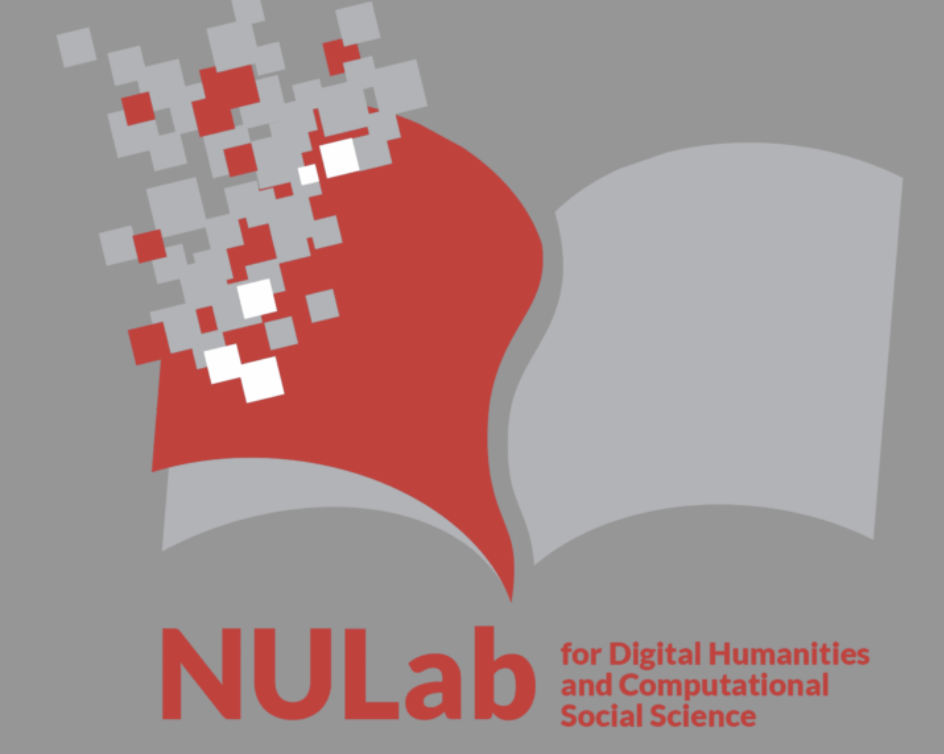 NULab
for Digital Humanities
and Computational
Social Science